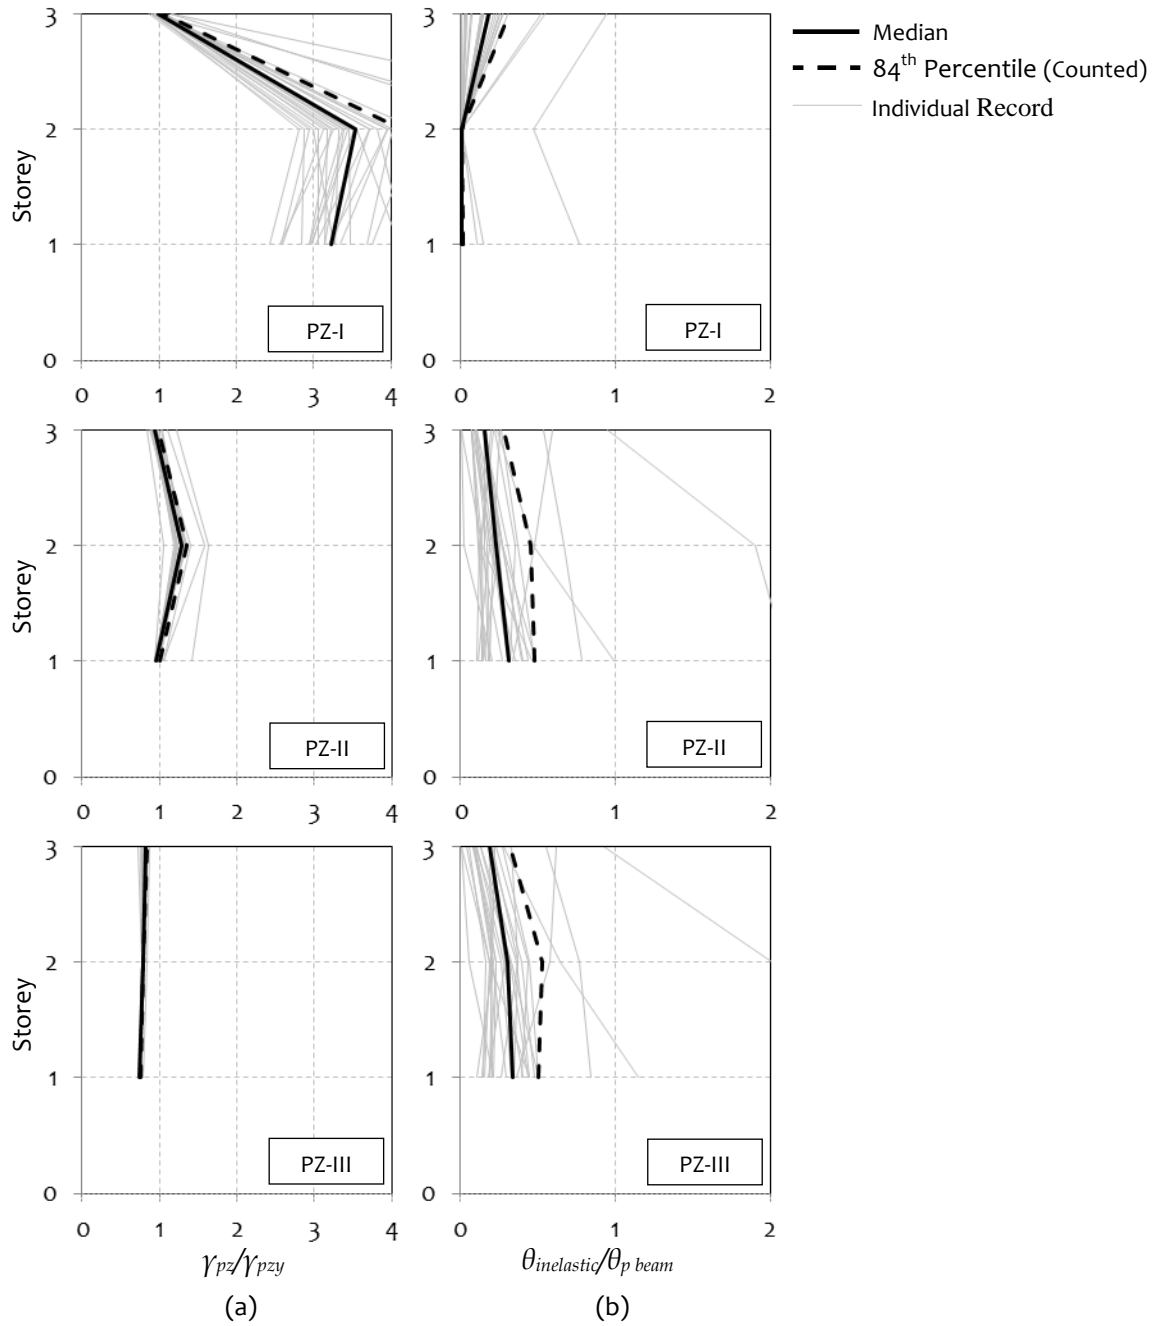 3
2
1
0
Storey
PZ-I
0 1 2 3 4
PZ-I
0 1 2
Median
84th Percentile (Counted)
Individual Record
3
2
1
0
Storey
PZ-II
0 1 2 3 4
3
2
1
0
PZ-II
0 1 2
3
2
1
0
Storey
PZ-III
0 1 2 3 4
γpz/γpzy
(a)
3
2
1
0
PZ-III
0 1 2
θinelastic/θp beam
(b)
3
2
1
0